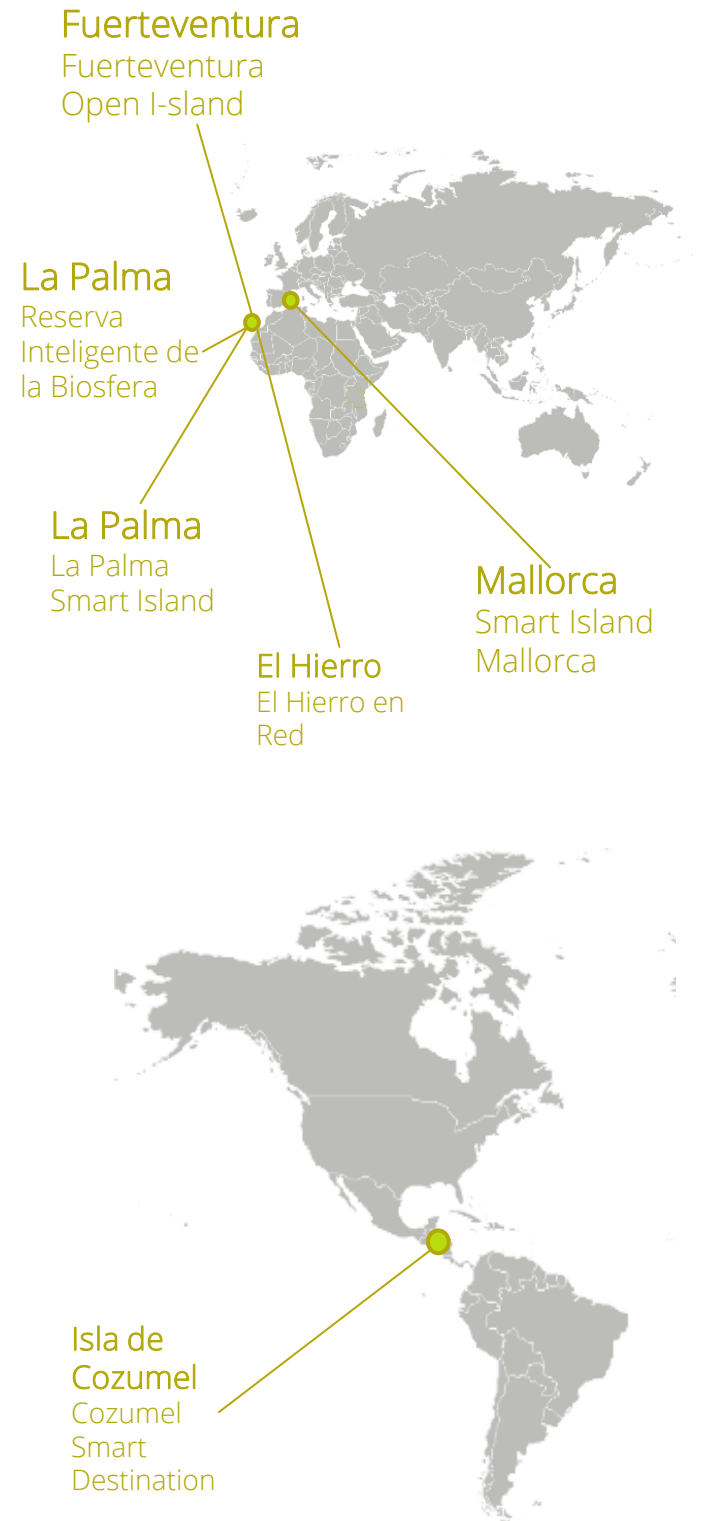 Fuerteventura
Fuerteventura
Open I-sland
La Palma
Reserva
Inteligente de
la Biosfera
La Palma
La Palma
Smart Island
Mallorca
Smart Island
Mallorca
El Hierro
El Hierro en
Red
Isla de
Cozumel
Cozumel
Smart
Destination